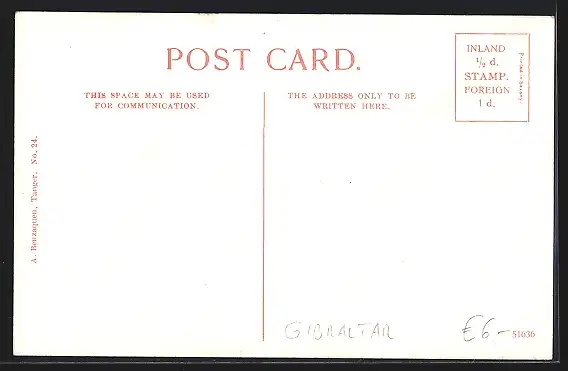 POST CARD.
THIS SPACE MAY BE USED
FOR COMMUNICATION.
THE ADDRESS ONLY TO BE
WRITTEN HERE.
INLAND
½ d.
STAMP.
FOREIGN
1 d.
A. Benzaquen, Tanger. No. 24.
GIBRALTAR
€6-
51636